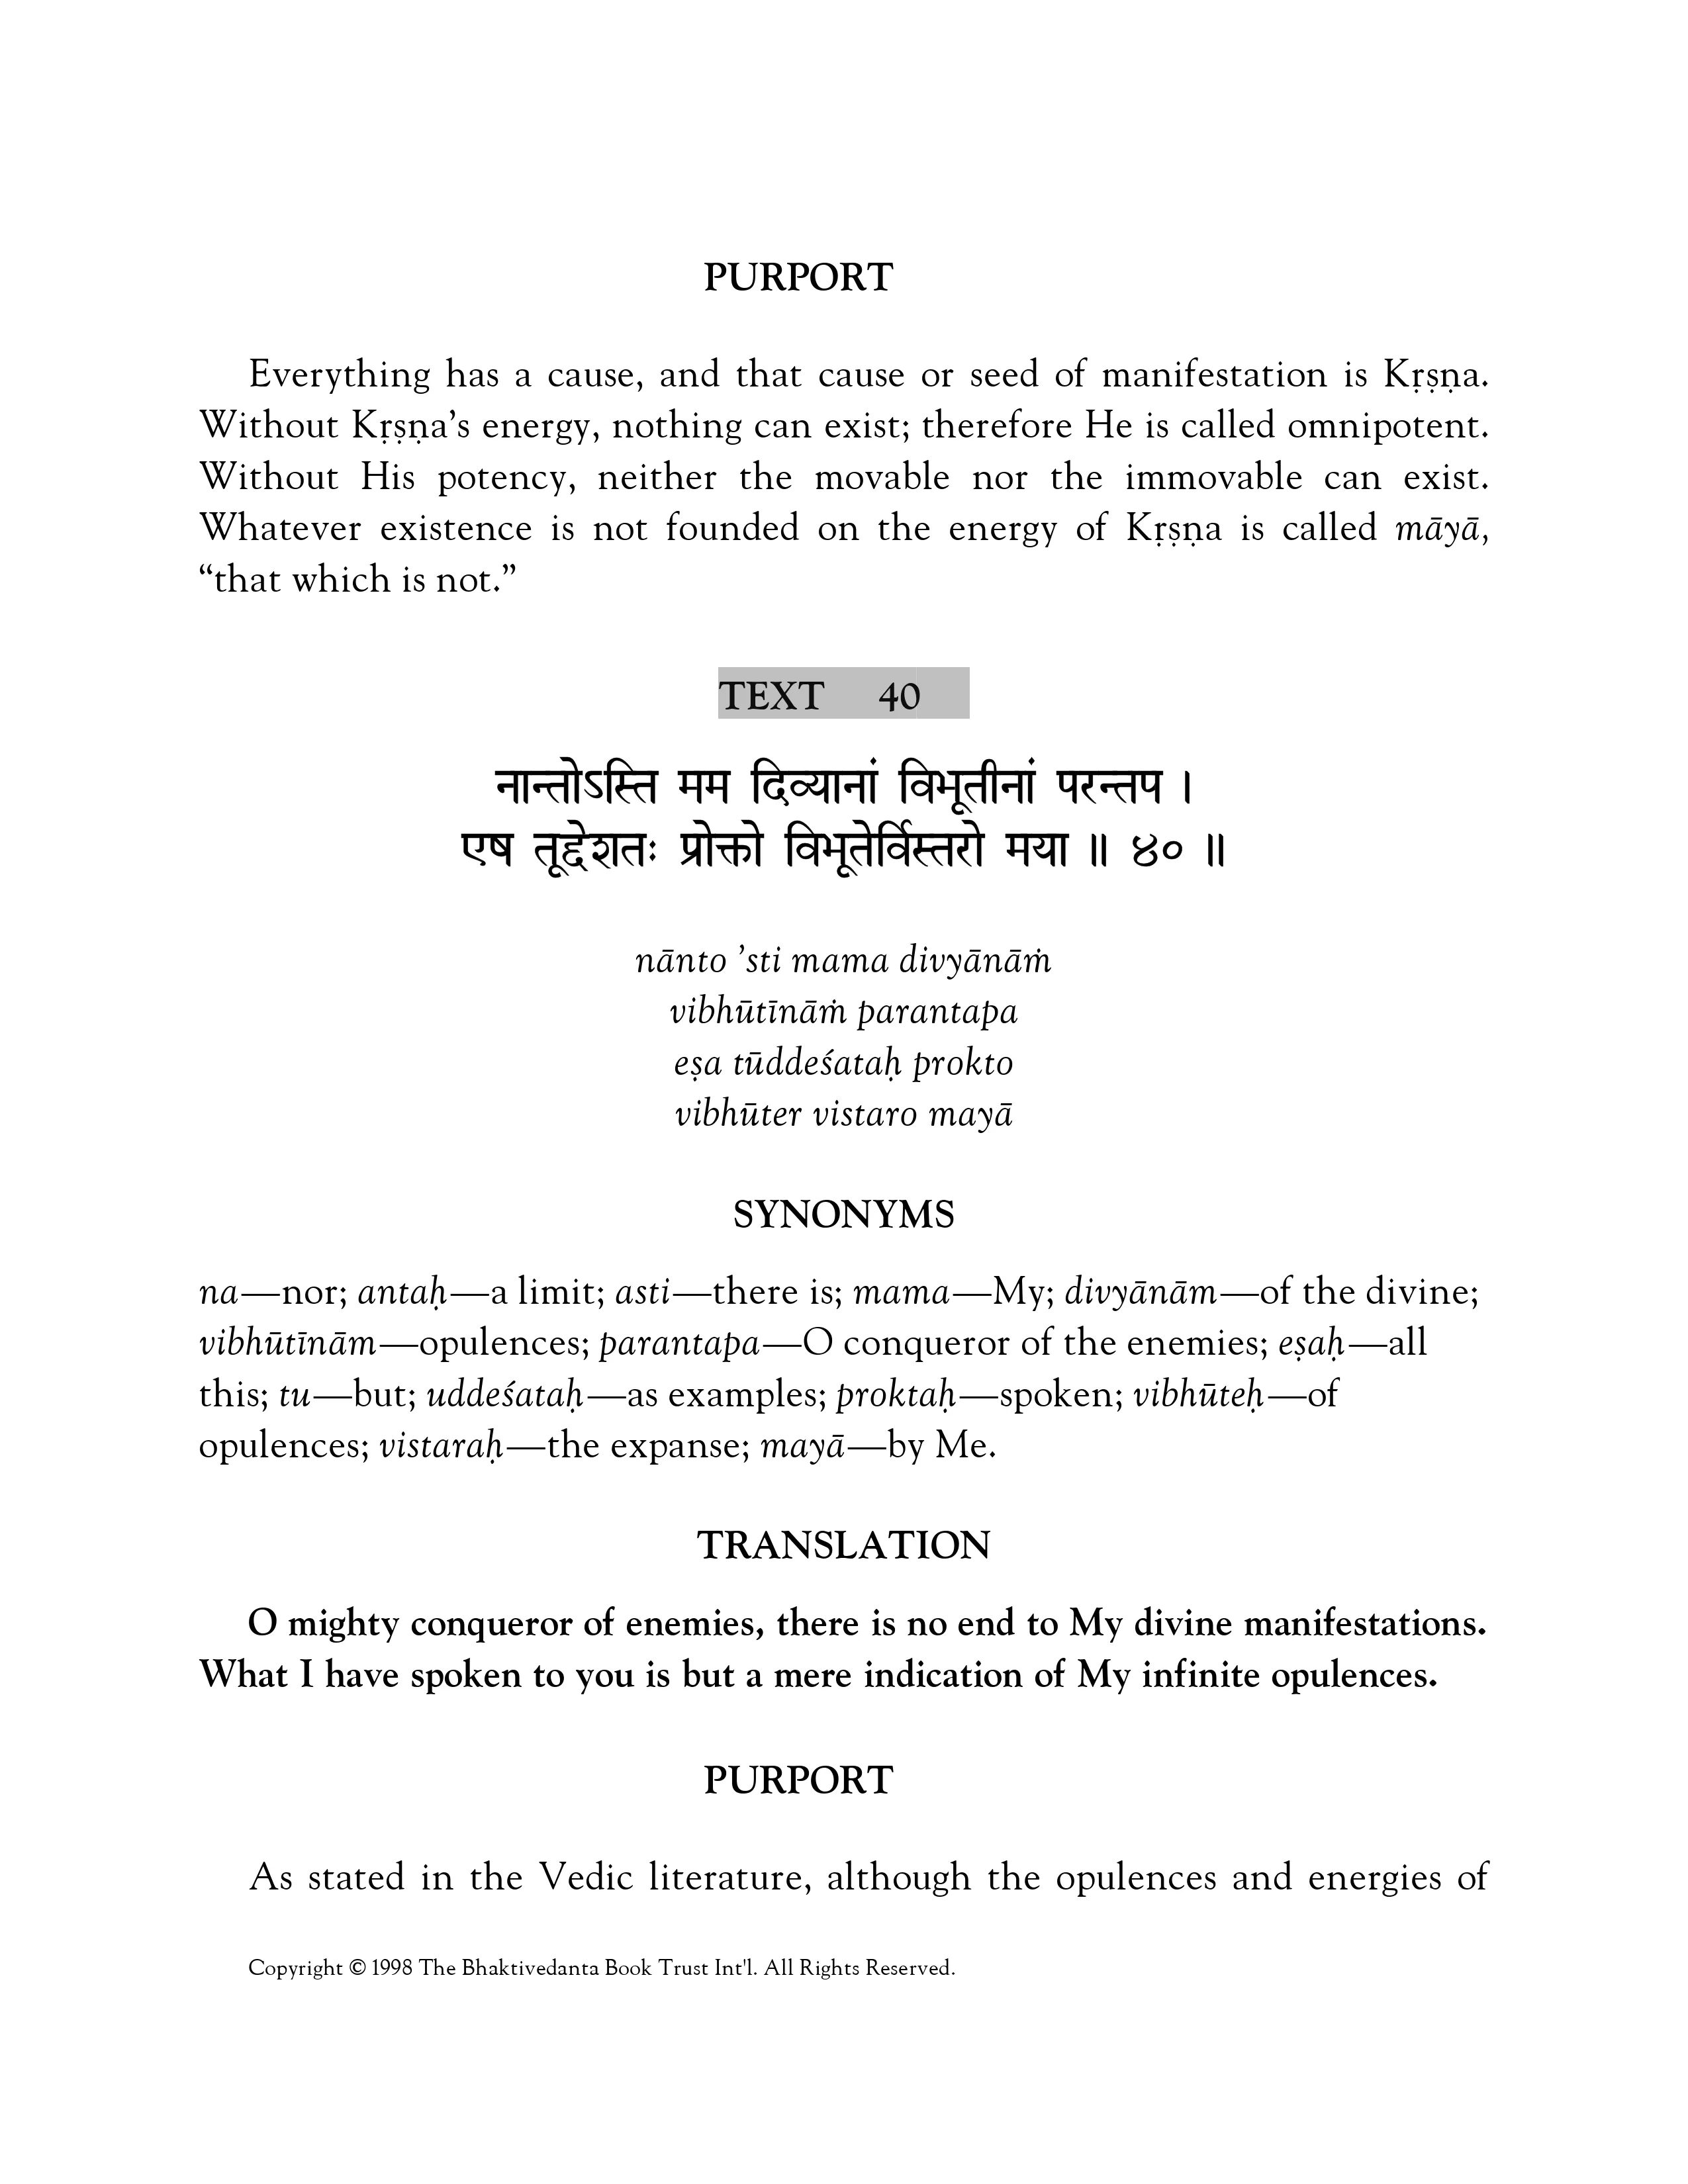 PURPORT
Everything has a cause, and that cause or seed of manifestation is Kṛṣṇa.
Without Kṛṣṇa’s energy, nothing can exist; therefore He is called omnipotent.
Without His potency, neither the movable nor the immovable can exist.
Whatever existence is not founded on the energy of Kṛṣṇa is called māyā,
“that which is not.”
TEXT 40
नान्तोऽस्ति मम दिव्यानां विभूतीनां परन्तप ।
एष तूद्देशतः प्रोक्तो विभूतेर्विस्तरो मया ॥ ४० ॥
nānto ’sti mama divyānāṁ
vibhūtīnāṁ parantapa
eṣa tūddeśataḥ prokto
vibhūter vistaro mayā
SYNONYMS
na—nor; antaḥ—a limit; asti—there is; mama—My; divyānām—of the divine;
vibhūtīnām—opulences; parantapa—O conqueror of the enemies; eṣaḥ—all
this; tu—but; uddeśataḥ—as examples; proktaḥ—spoken; vibhūteḥ—of
opulences; vistaraḥ—the expanse; mayā—by Me.
TRANSLATION
O mighty conqueror of enemies, there is no end to My divine manifestations.
What I have spoken to you is but a mere indication of My infinite opulences.
PURPORT
As stated in the Vedic literature, although the opulences and energies of
Copyright © 1998 The Bhaktivedanta Book Trust Int'l. All Rights Reserved.